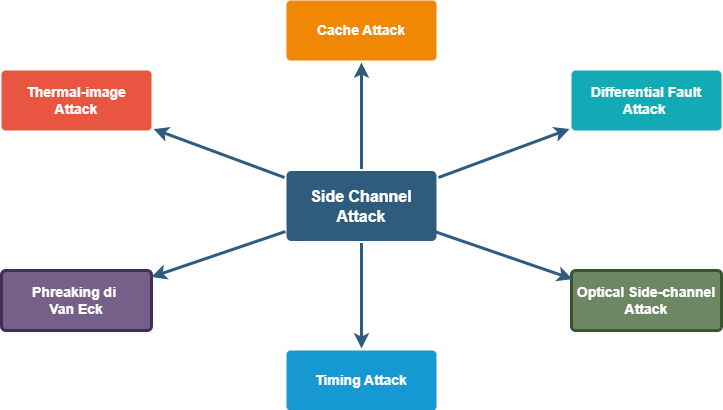 Cache Attack
Thermal-image
Attack
Differential Fault
Attack
Side Channel
Attack
Phreaking di
Van Eck
Optical Side-channel
Attack
Timing Attack